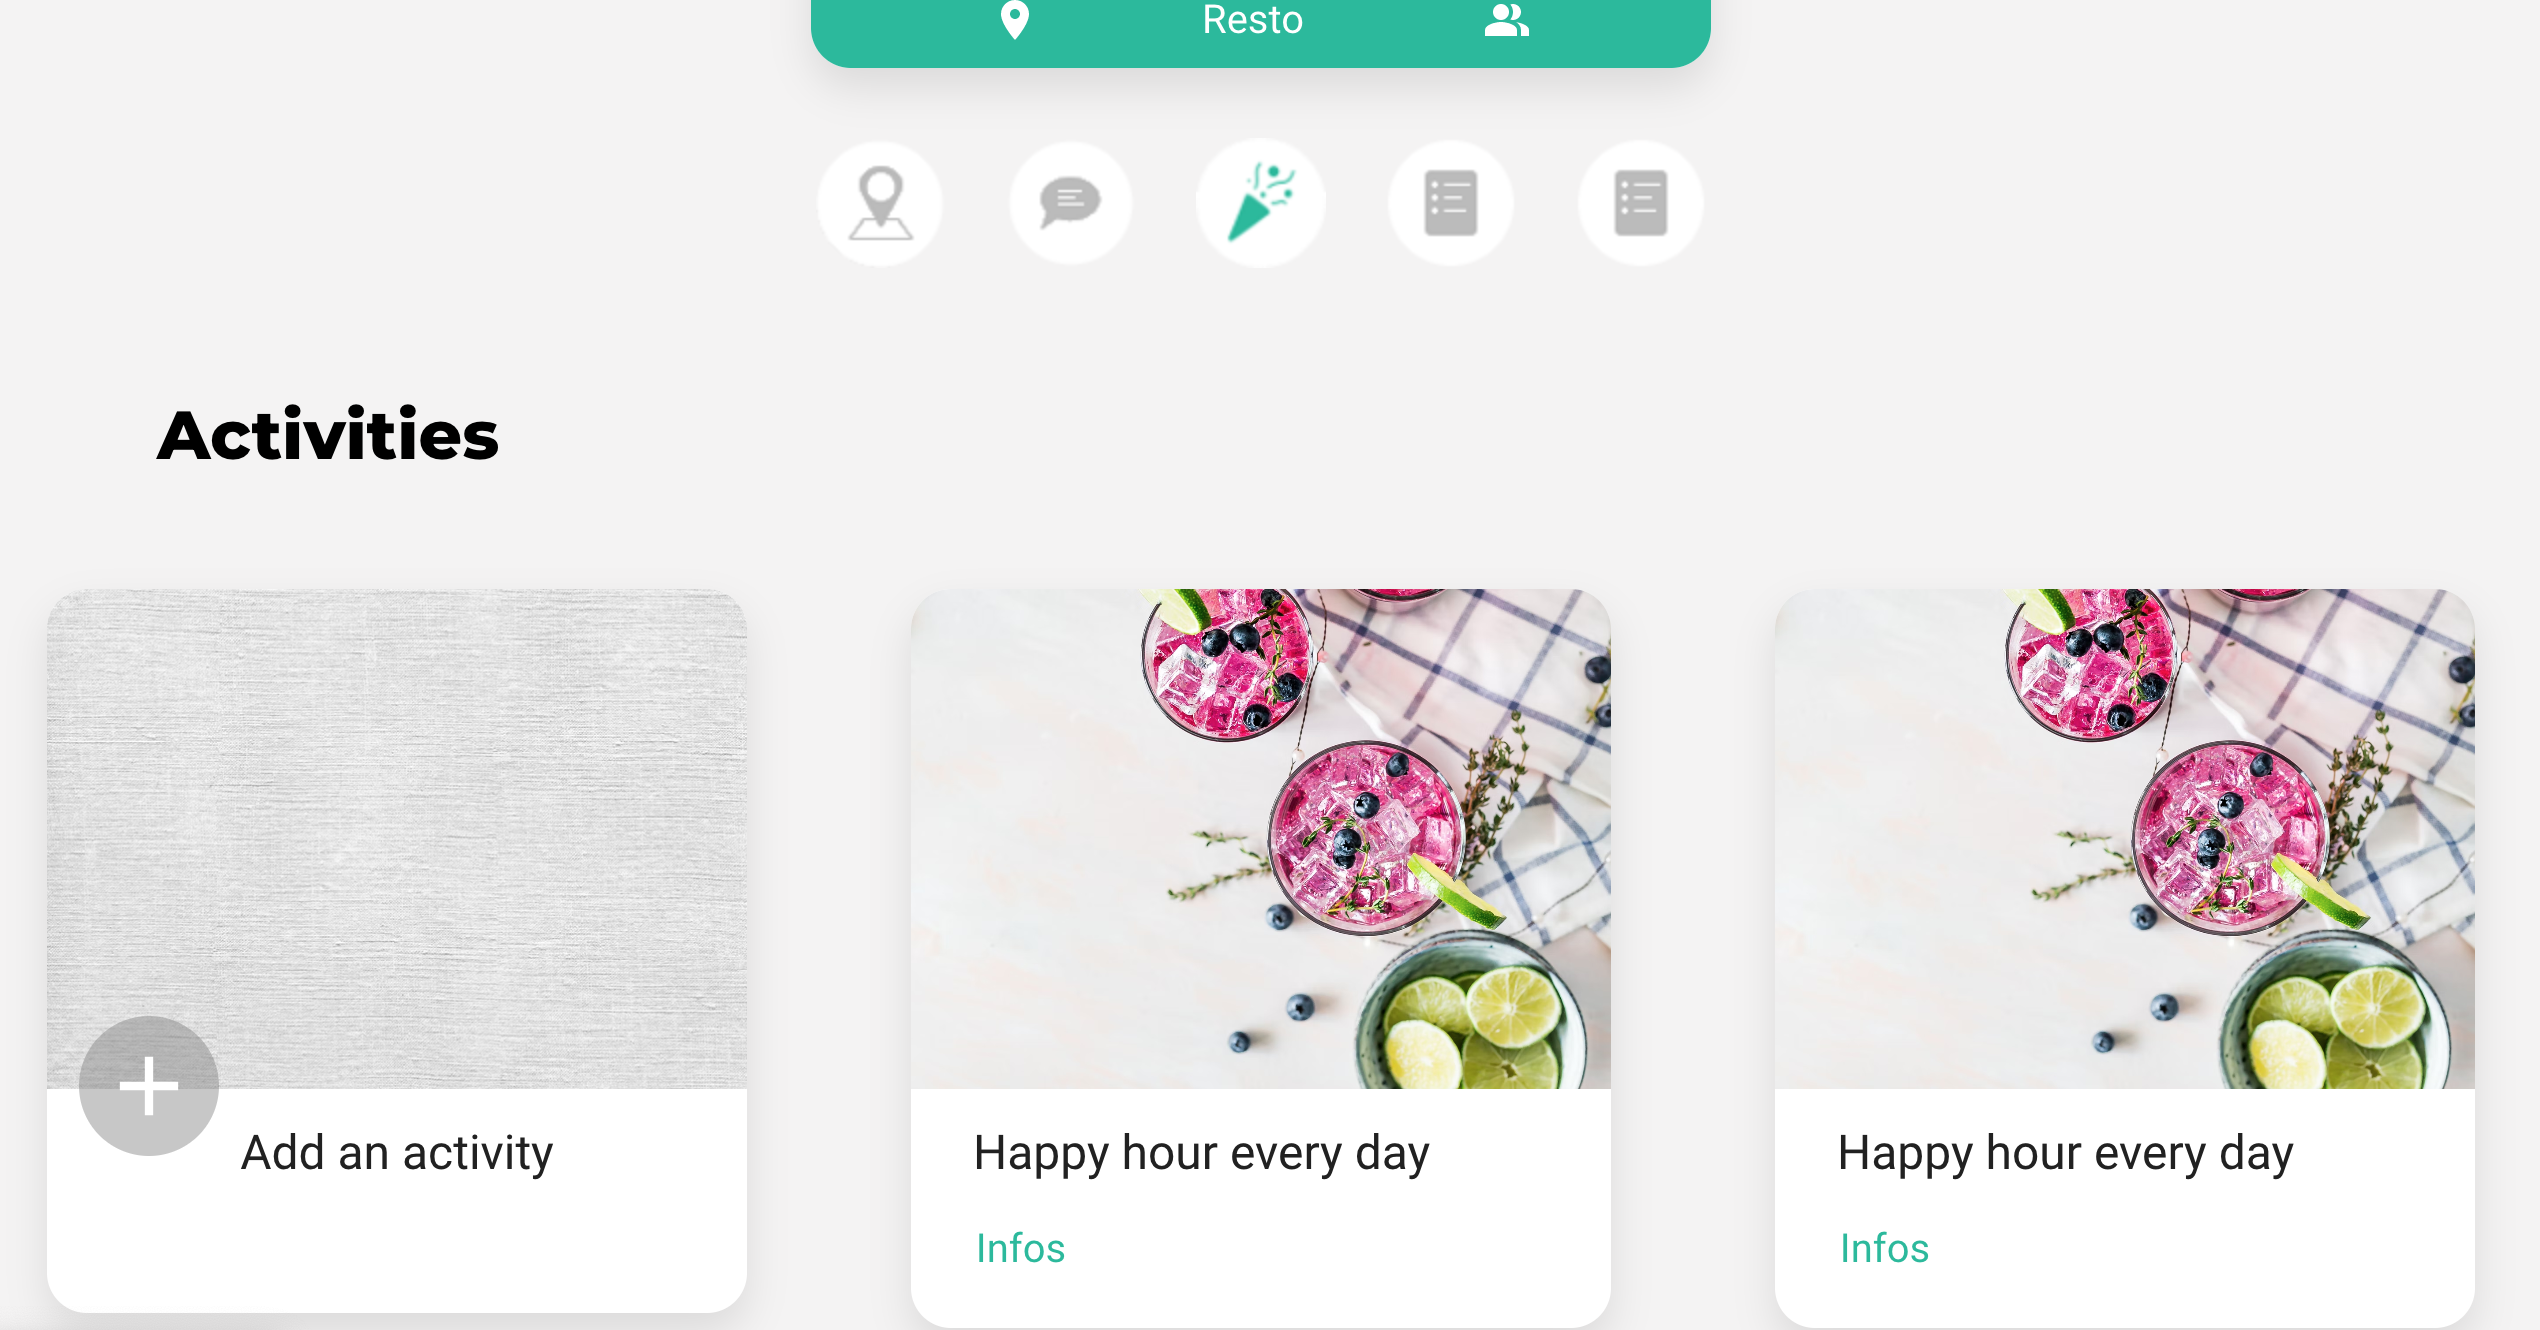 Resto
Activities
Add an activity
Happy hour every day
Infos
Happy hour every day
Infos